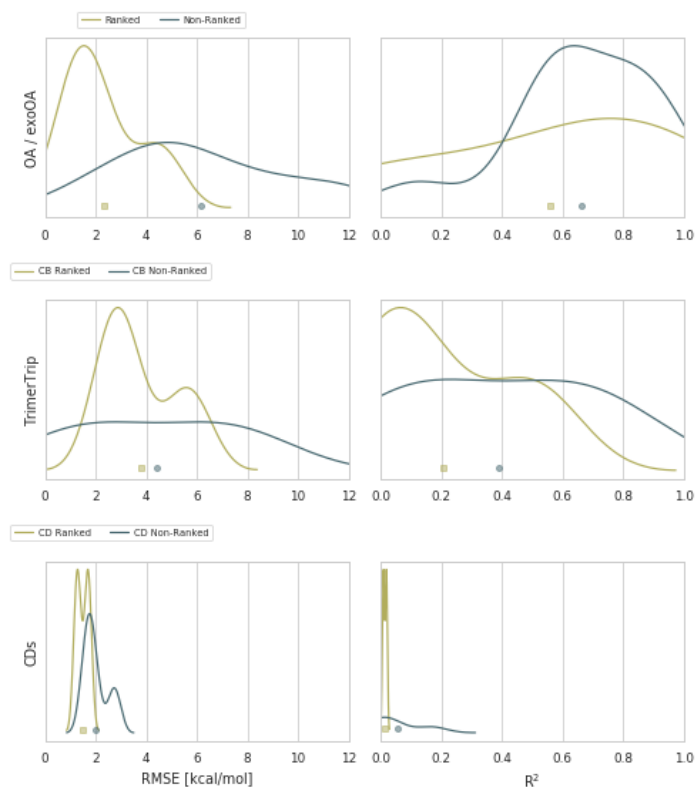 Ranked Non-Ranked
OA / exoOA
0 2 4 6 8 10 12
0.0 0.2 0.4 0.6 0.8 1.0
CB Ranked CB Non-Ranked
TrimerTrip
0 2 4 6 8 10 12
0.0 0.2 0.4 0.6 0.8 1.0
CD Ranked CD Non-Ranked
CDs
0 2 4 6 8 10 12
0.0 0.2 0.4 0.6 0.8 1.0
RMSE [kcal/mol]
R²